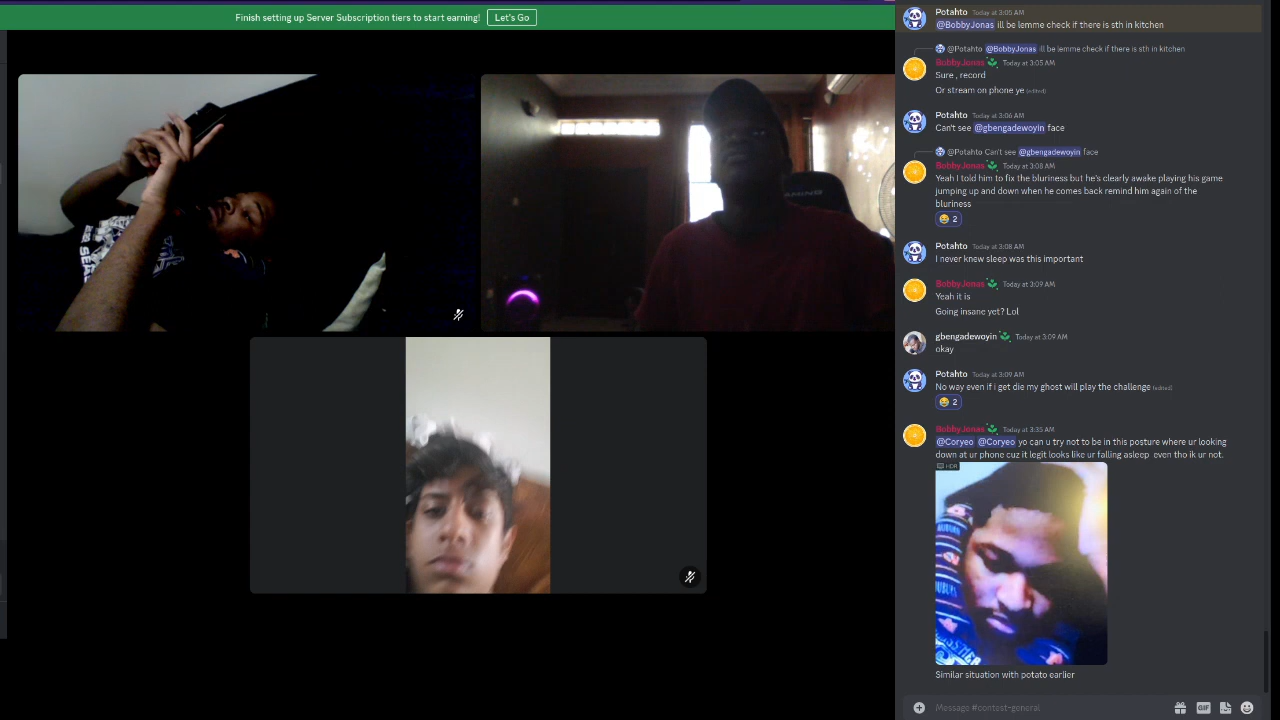 Finish setting up Server Subscription tiers to start earning! Let's Go
Potahto Today at 3:05 AM
@BobbyJonas ill be lemme check if there is sth in kitchen
@Potahto @BobbyJonas ill be lemme check if there is sth in kitchen
BobbyJonas Today at 3:05 AM
Sure , record
Or stream on phone ye (edited)
Potahto Today at 3:06 AM
Can't see @gbengadewoyin face
@Potahto Can't see @gbengadewoyin face
BobbyJonas Today at 3:08 AM
Yeah I told him to fix the bluriness but he's clearly awake playing his game
jumping up and down when he comes back remind him again of the
bluriness
2
Potahto Today at 3:08 AM
I never knew sleep was this important
BobbyJonas Today at 3:09 AM
Yeah it is
Going insane yet? Lol
gbengadewoyin Today at 3:09 AM
okay
Potahto Today at 3:09 AM
No way even if i get die my ghost will play the challenge (edited)
2
BobbyJonas Today at 3:35 AM
@Coryeo @Coryeo yo can u try not to be in this posture where ur looking
down at ur phone cuz it legit looks like ur falling asleep even tho ik ur not.
HDR
Similar situation with potato earlier
Message #contest-general
GIF